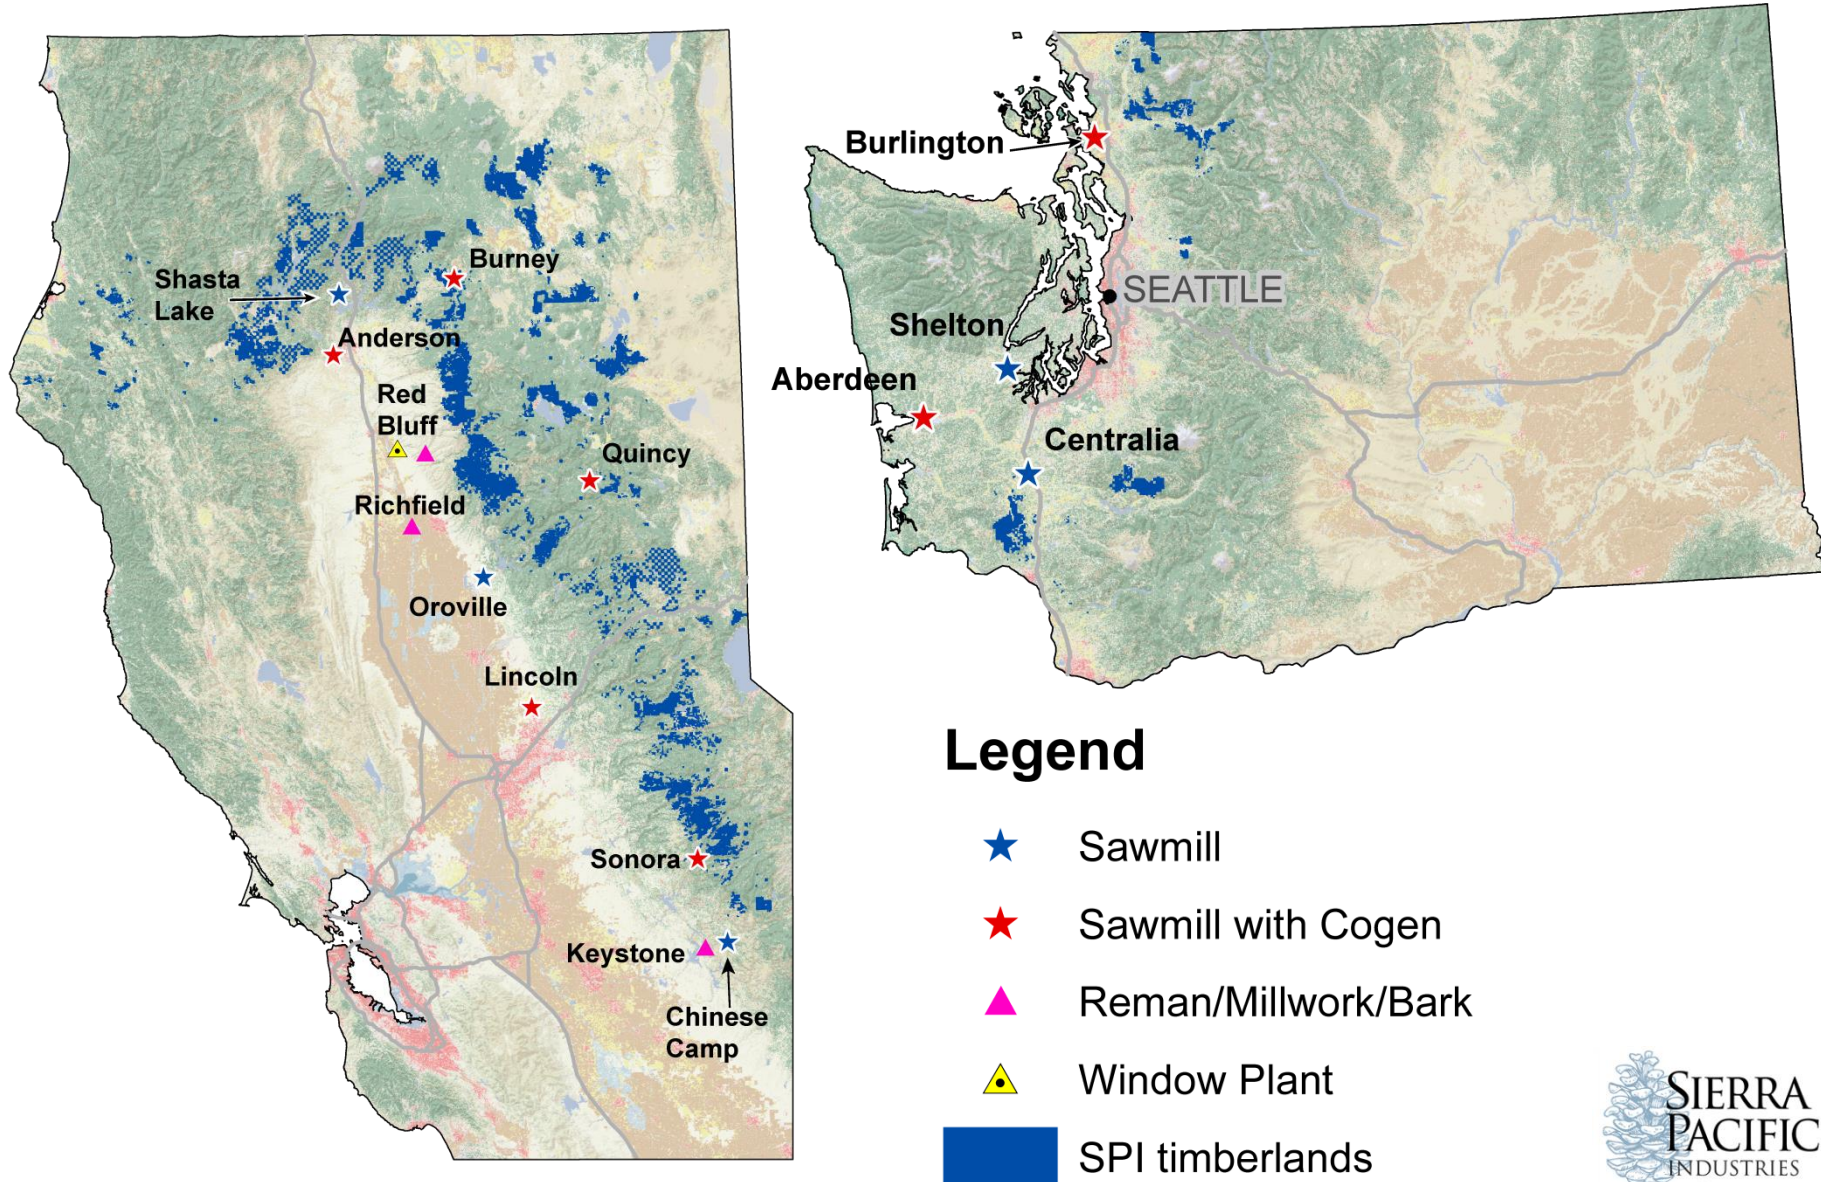 Burney
Shasta
Lake
Anderson
Red
Bluff
Quincy
Richfield
Oroville
Lincoln
Sonora
Keystone
Chinese
Camp
Burlington
SEATTLE
Shelton
Aberdeen
Centralia
Legend
Sawmill
Sawmill with Cogen
Reman/Millwork/Bark
Window Plant
SPI timberlands
SIERRA
PACIFIC
INDUSTRIES